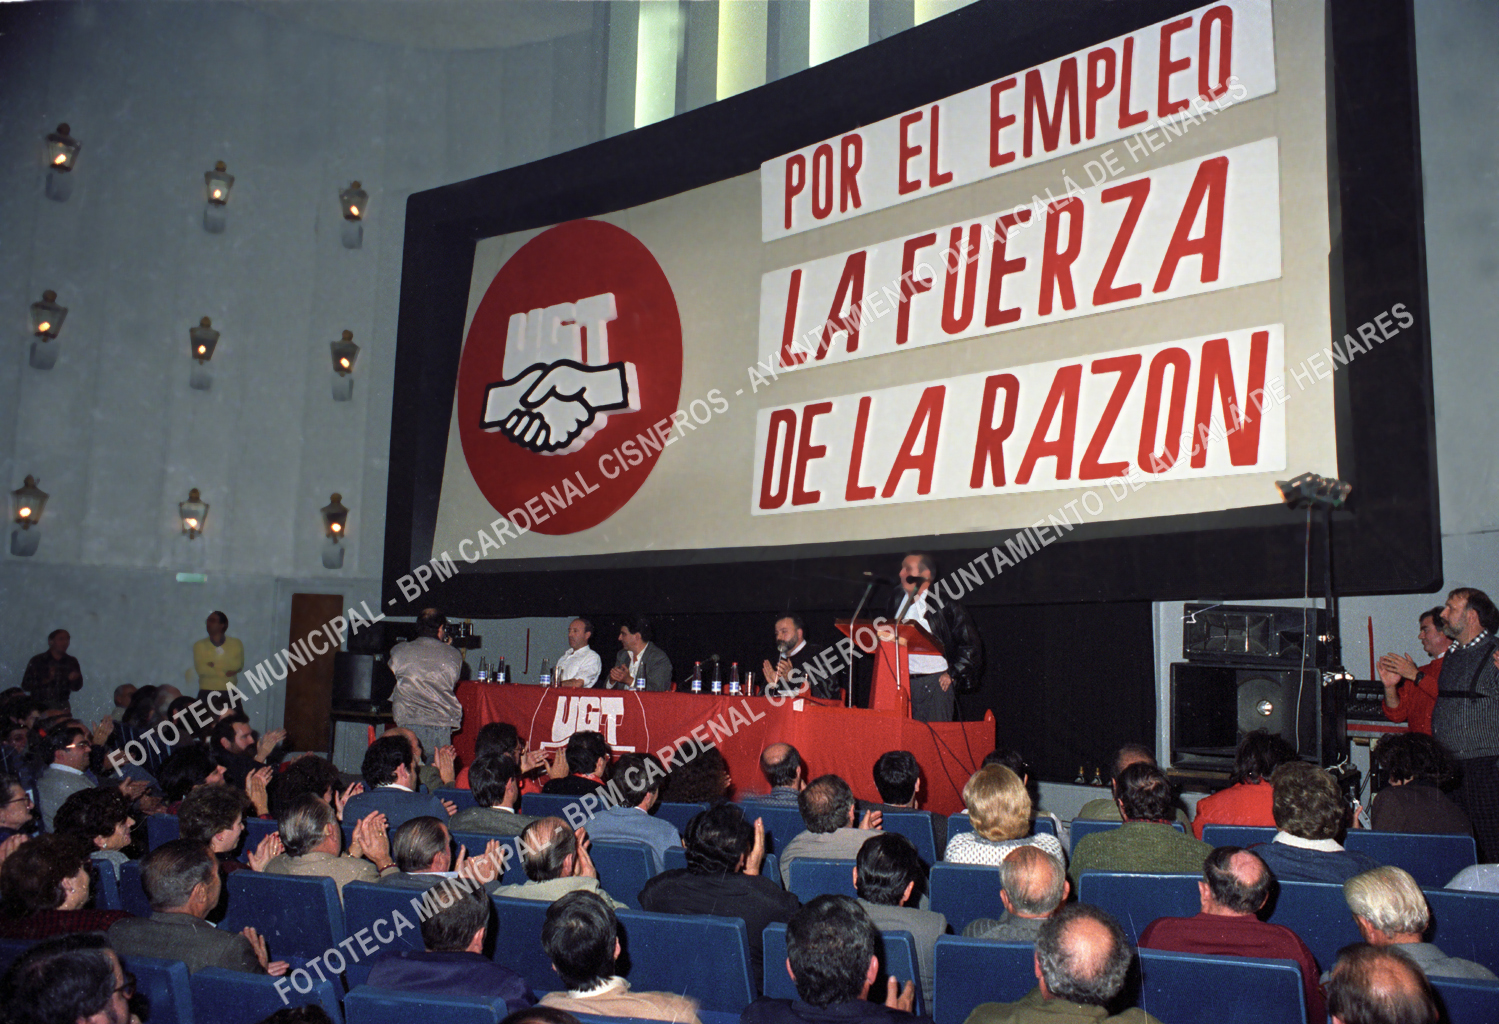 POR EL EMPLEO
LA FUERZA
DE LA RAZON
UGT
UGT
FOTOTECA MUNICIPAL - BPM CARDENAL CISNEROS - AYUNTAMIENTO DE ALCALÁ DE HENARES
FOTOTECA MUNICIPAL - BPM CARDENAL CISNEROS - AYUNTAMIENTO DE ALCALÁ DE HENARES